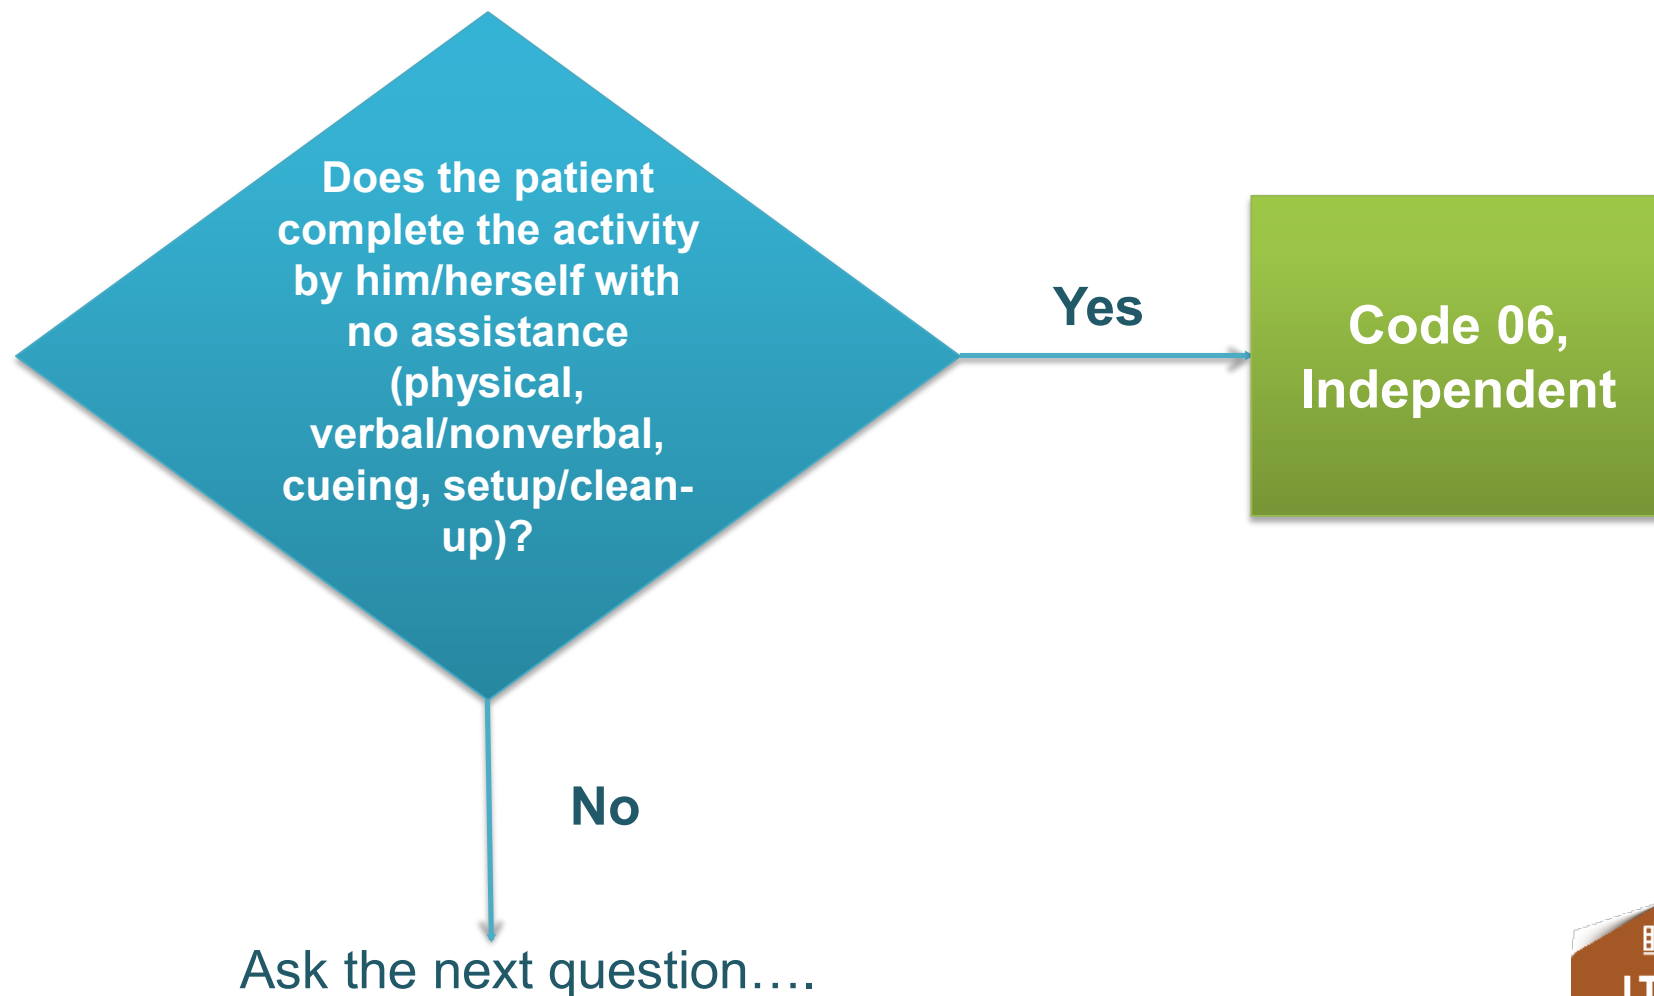 Does the patient
complete the activity
by him/herself with
no assistance
(physical,
verbal/nonverbal,
cueing, setup/clean-
up)?
Yes
Code 06,
Independent
No
Ask the next question….